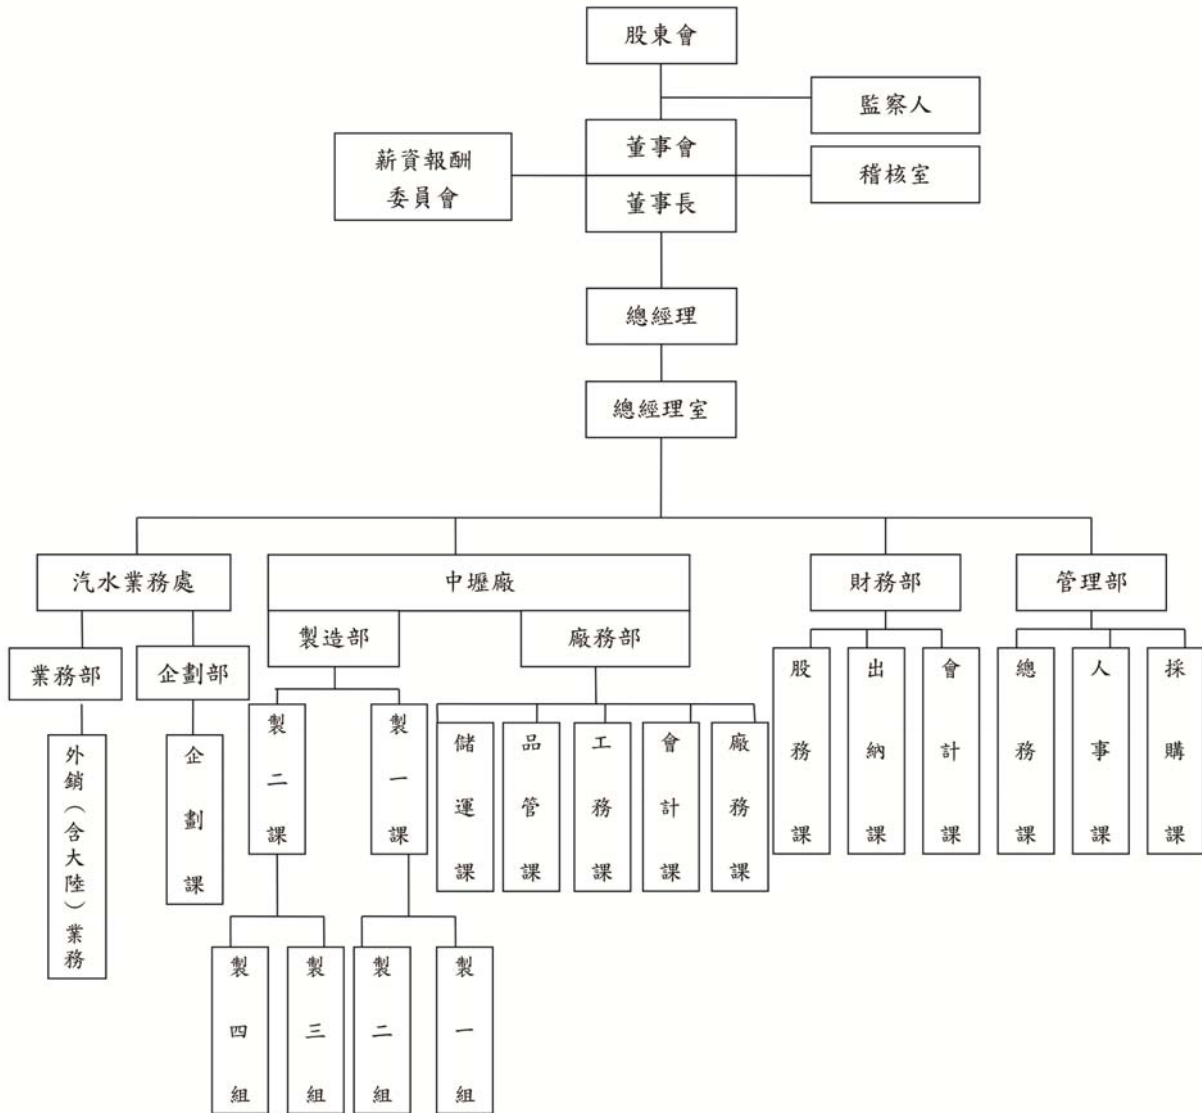 股東會
監察人
薪資報酬
委員會
董事會
稽核室
董事長
總經理
總經理室
汽水業務處
中壢廠
財務部
管理部
製造部
廠務部
業務部
企劃部
股務課
出納課
會計課
總務課
人事課
採購課
外銷（含大陸）業務
企劃課
製二課
製一課
儲運課
品管課
工務課
會計課
廠務課
製四組
製三組
製二組
製一組